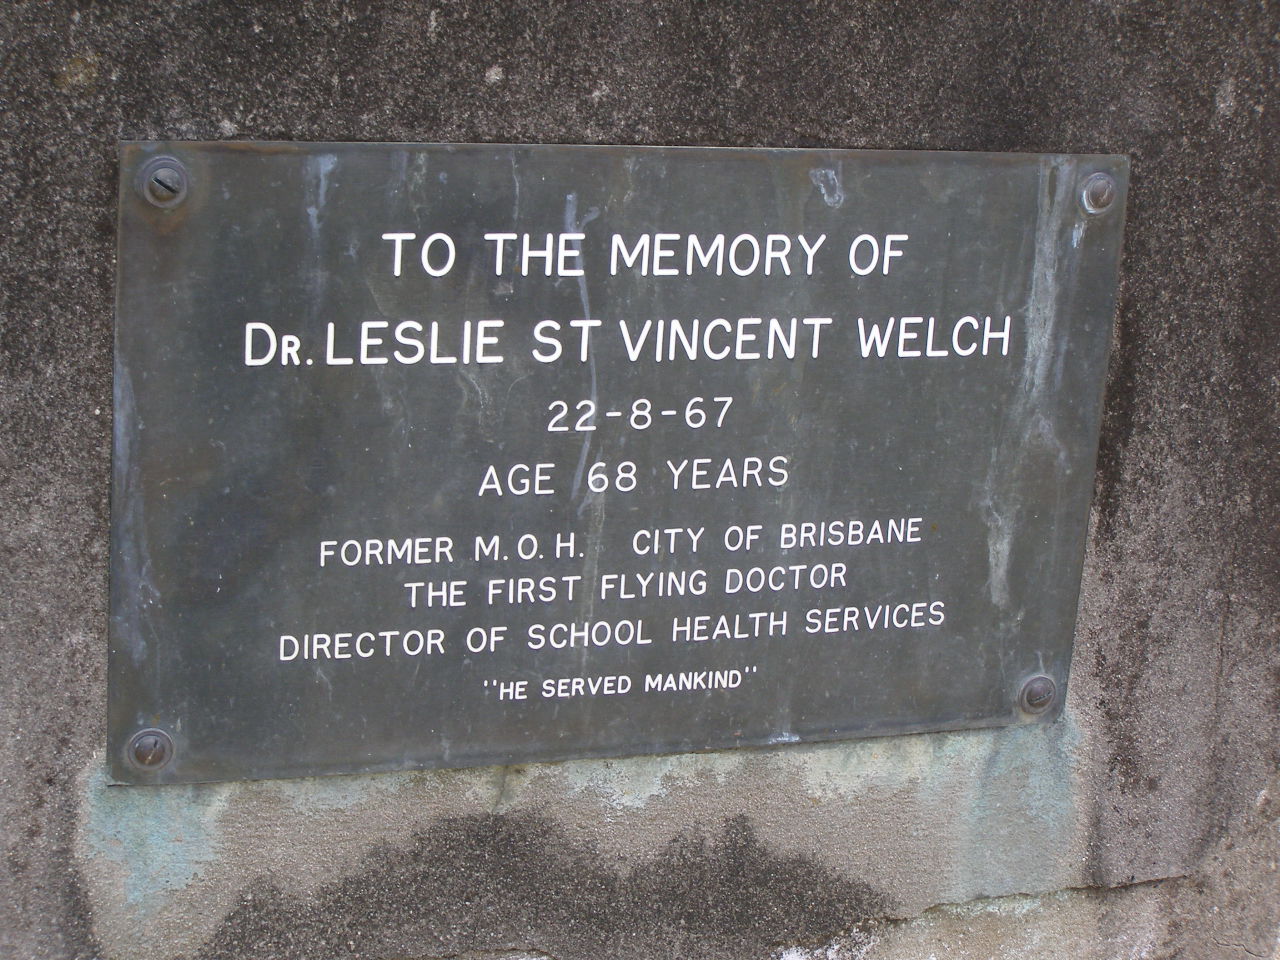 TO THE MEMORY OF
DR. LESLIE ST VINCENT WELCH
22-8-67
AGE 68 YEARS
FORMER M.O.H. CITY OF BRISBANE
THE FIRST FLYING DOCTOR
DIRECTOR OF SCHOOL HEALTH SERVICES
"HE SERVED MANKIND"